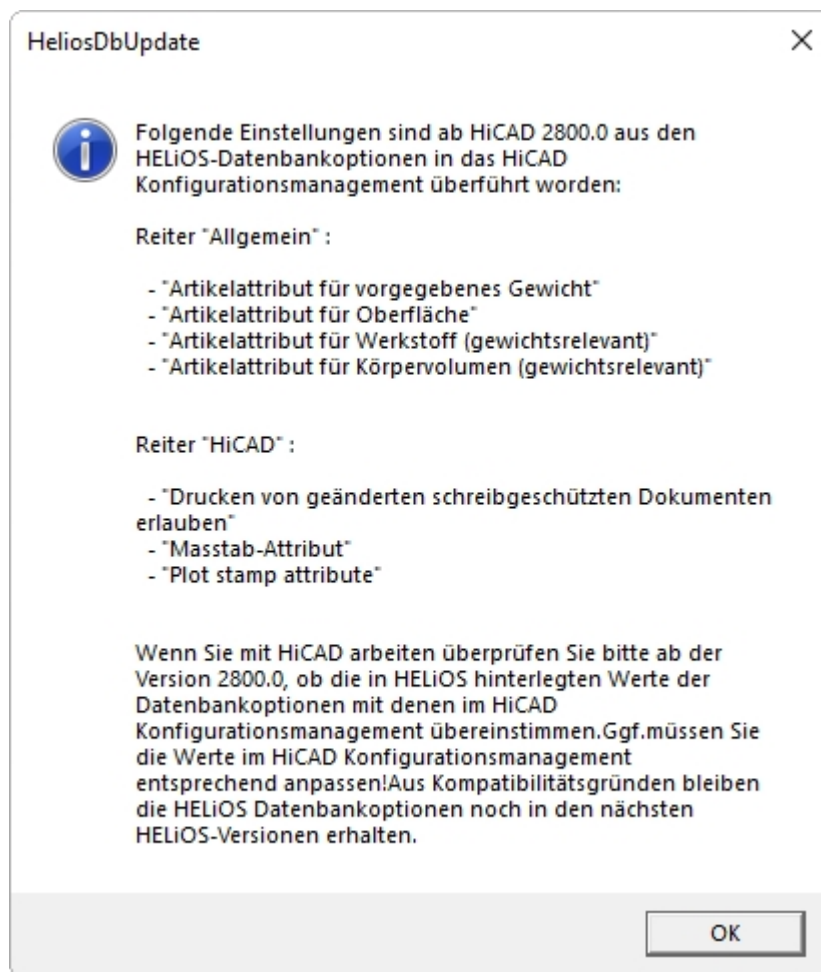 HeliosDbUpdate
Folgende Einstellungen sind ab HiCAD 2800.0 aus den
HELiOS-Datenbankoptionen in das HiCAD
Konfigurationsmanagement überführt worden:
Reiter "Allgemein" :
- "Artikelattribut für vorgegebenes Gewicht"
- "Artikelattribut für Oberfläche"
- "Artikelattribut für Werkstoff (gewichtsrelevant)"
- "Artikelattribut für Körpervolumen (gewichtsrelevant)"
Reiter "HiCAD" :
- "Drucken von geänderten schreibgeschützten Dokumenten
erlauben"
- "Masstab-Attribut"
- "Plot stamp attribute"
Wenn Sie mit HiCAD arbeiten überprüfen Sie bitte ab der
Version 2800.0, ob die in HELiOS hinterlegten Werte der
Datenbankoptionen mit denen im HiCAD
Konfigurationsmanagement übereinstimmen.Ggf.müssen Sie
die Werte im HiCAD Konfigurationsmanagement
entsprechend anpassen!Aus Kompatibilitätsgründen bleiben
die HELiOS Datenbankoptionen noch in den nächsten
HELiOS-Versionen erhalten.
OK